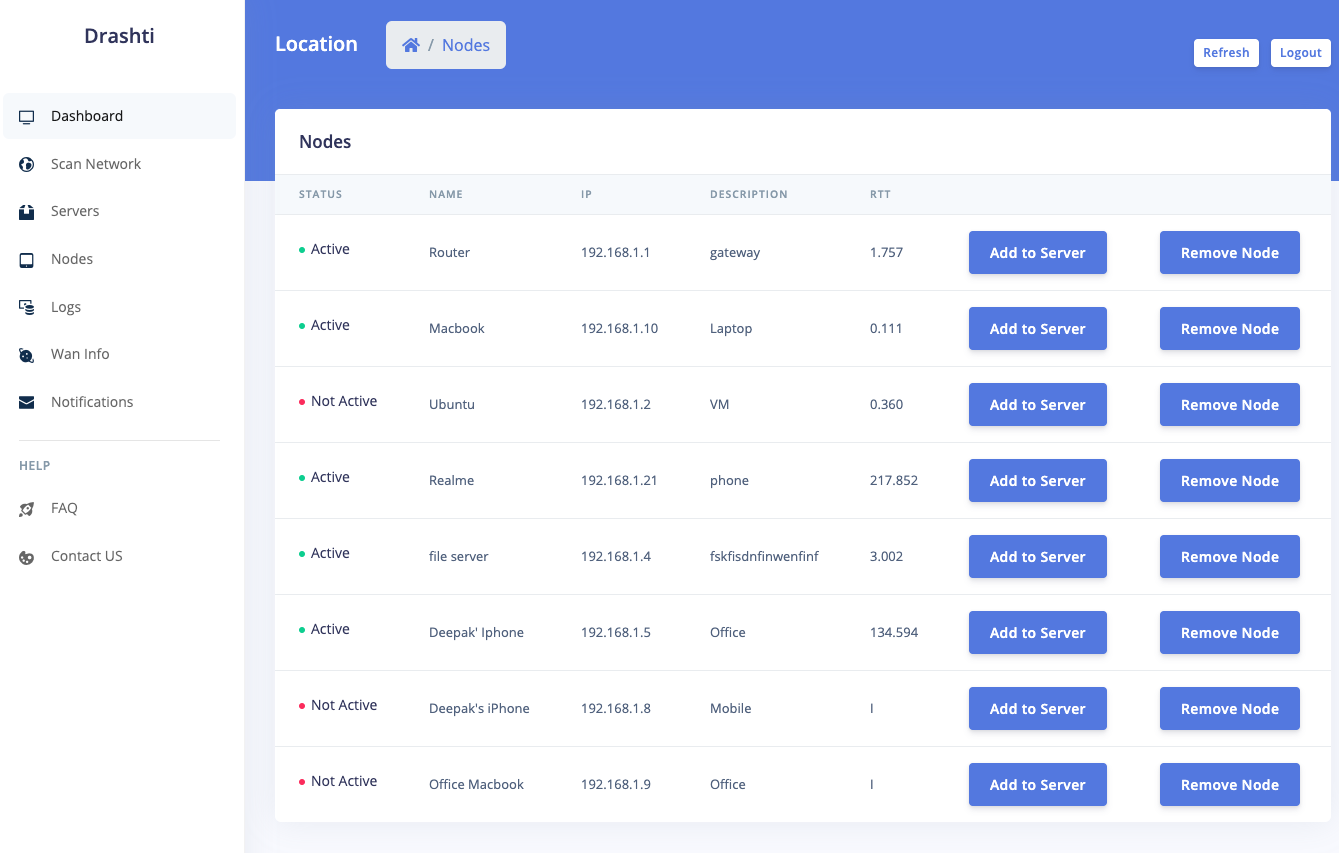 Drashti
Dashboard
Scan Network
Servers
Nodes
Logs
Wan Info
Notifications
HELP
FAQ
Contact US
Location
/ Nodes
Refresh
Logout
Nodes
STATUS NAME IP DESCRIPTION RTT
Active Router 192.168.1.1 gateway 1.757 Add to Server Remove Node
Active Macbook 192.168.1.10 Laptop 0.111 Add to Server Remove Node
Not Active Ubuntu 192.168.1.2 VM 0.360 Add to Server Remove Node
Active Realme 192.168.1.21 phone 217.852 Add to Server Remove Node
Active file server 192.168.1.4 fskfisdnfinwenfinf 3.002 Add to Server Remove Node
Active Deepak' Iphone 192.168.1.5 Office 134.594 Add to Server Remove Node
Not Active Deepak's iPhone 192.168.1.8 Mobile I Add to Server Remove Node
Not Active Office Macbook 192.168.1.9 Office I Add to Server Remove Node